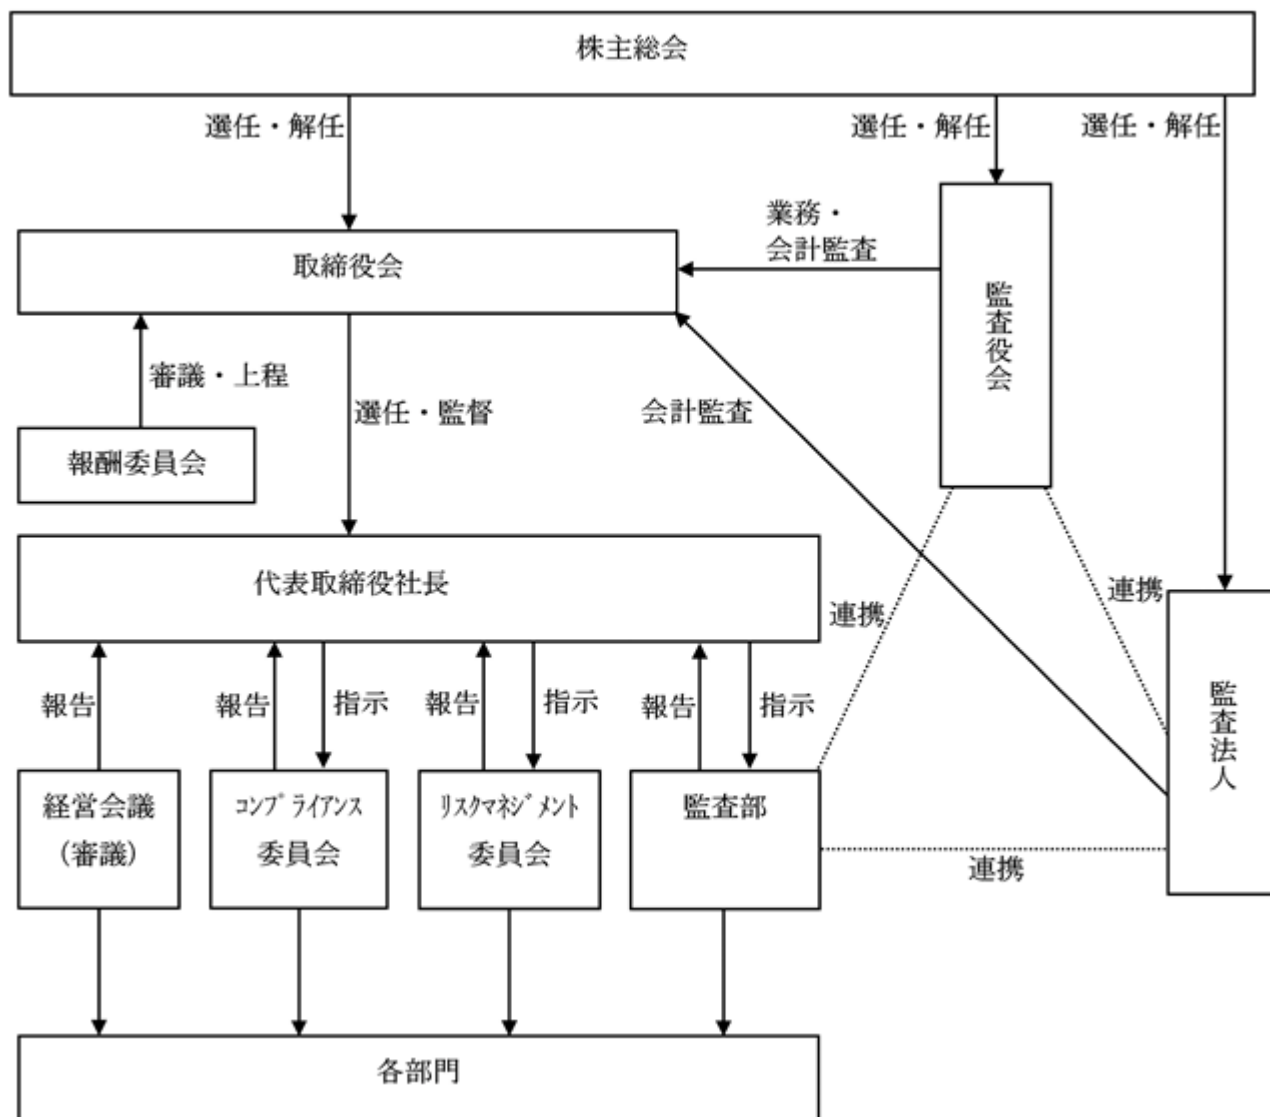 株主総会
選任・解任
選任・解任
選任・解任
業務・
会計監査
取締役会
監査役会
審議・上程
選任・監督
会計監査
報酬委員会
代表取締役社長
連携
連携
報告
報告
指示
報告
指示
報告
指示
監査法人
経営会議
(審議)
ｺﾝﾌﾟﾗｲｱﾝｽ
委員会
ﾘｽｸﾏﾈｼﾞﾒﾝﾄ
委員会
監査部
連携
各部門